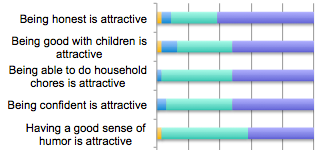 Being honest is attractive
Being good with children is
attractive
Being able to do household
chores is attractive
Being confident is attractive
Having a good sense of
humor is attractive